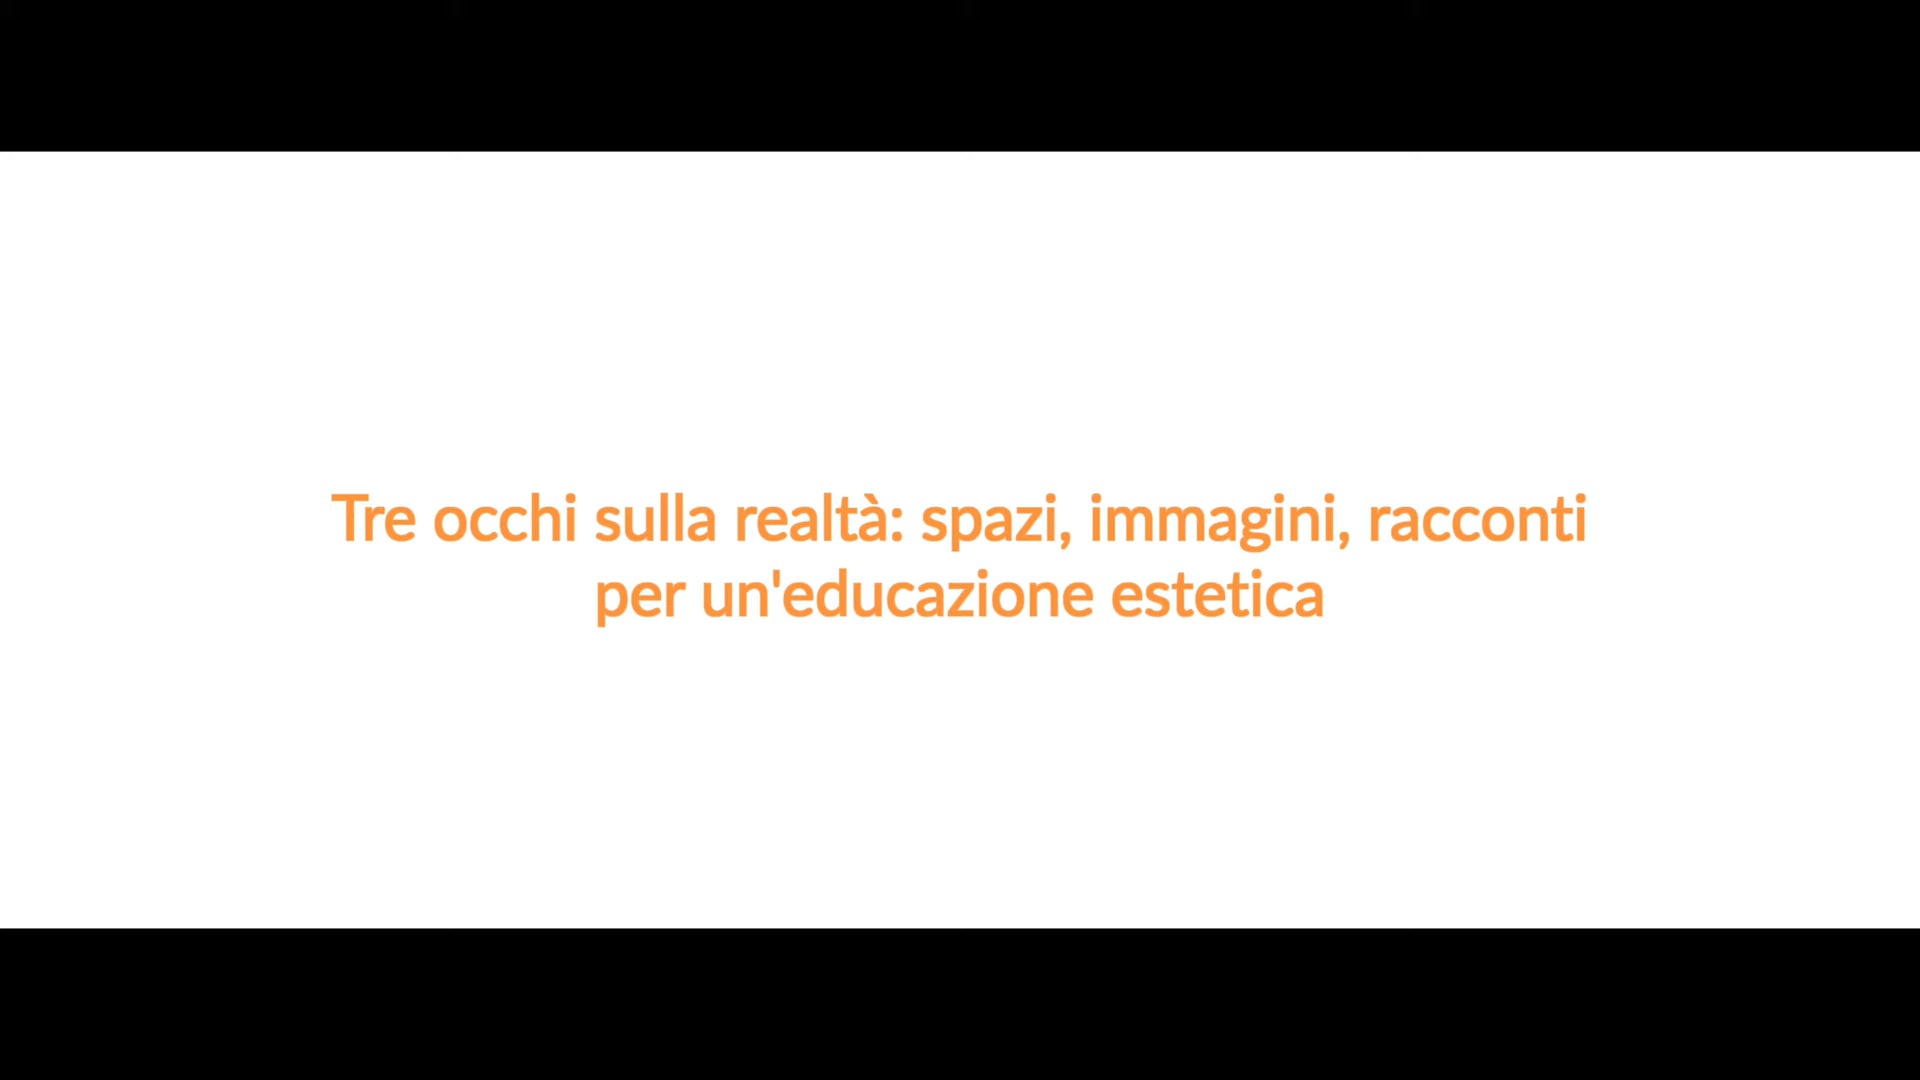 Tre occhi sulla realtà: spazi, immagini, racconti
per un'educazione estetica